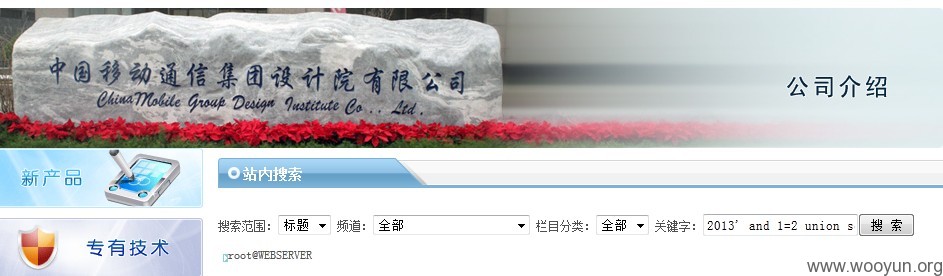 中国移动通信集团设计院有限公司
ChinaMobile Group Design Institute Co., Ltd.
公司介绍
新产品
站内搜索
搜索范围: 标题 频道: 全部 栏目分类: 全部 关键字: 2013' and 1=2 union s 搜 索
专有技术
root@WEBSERVER
www.wooyun.org